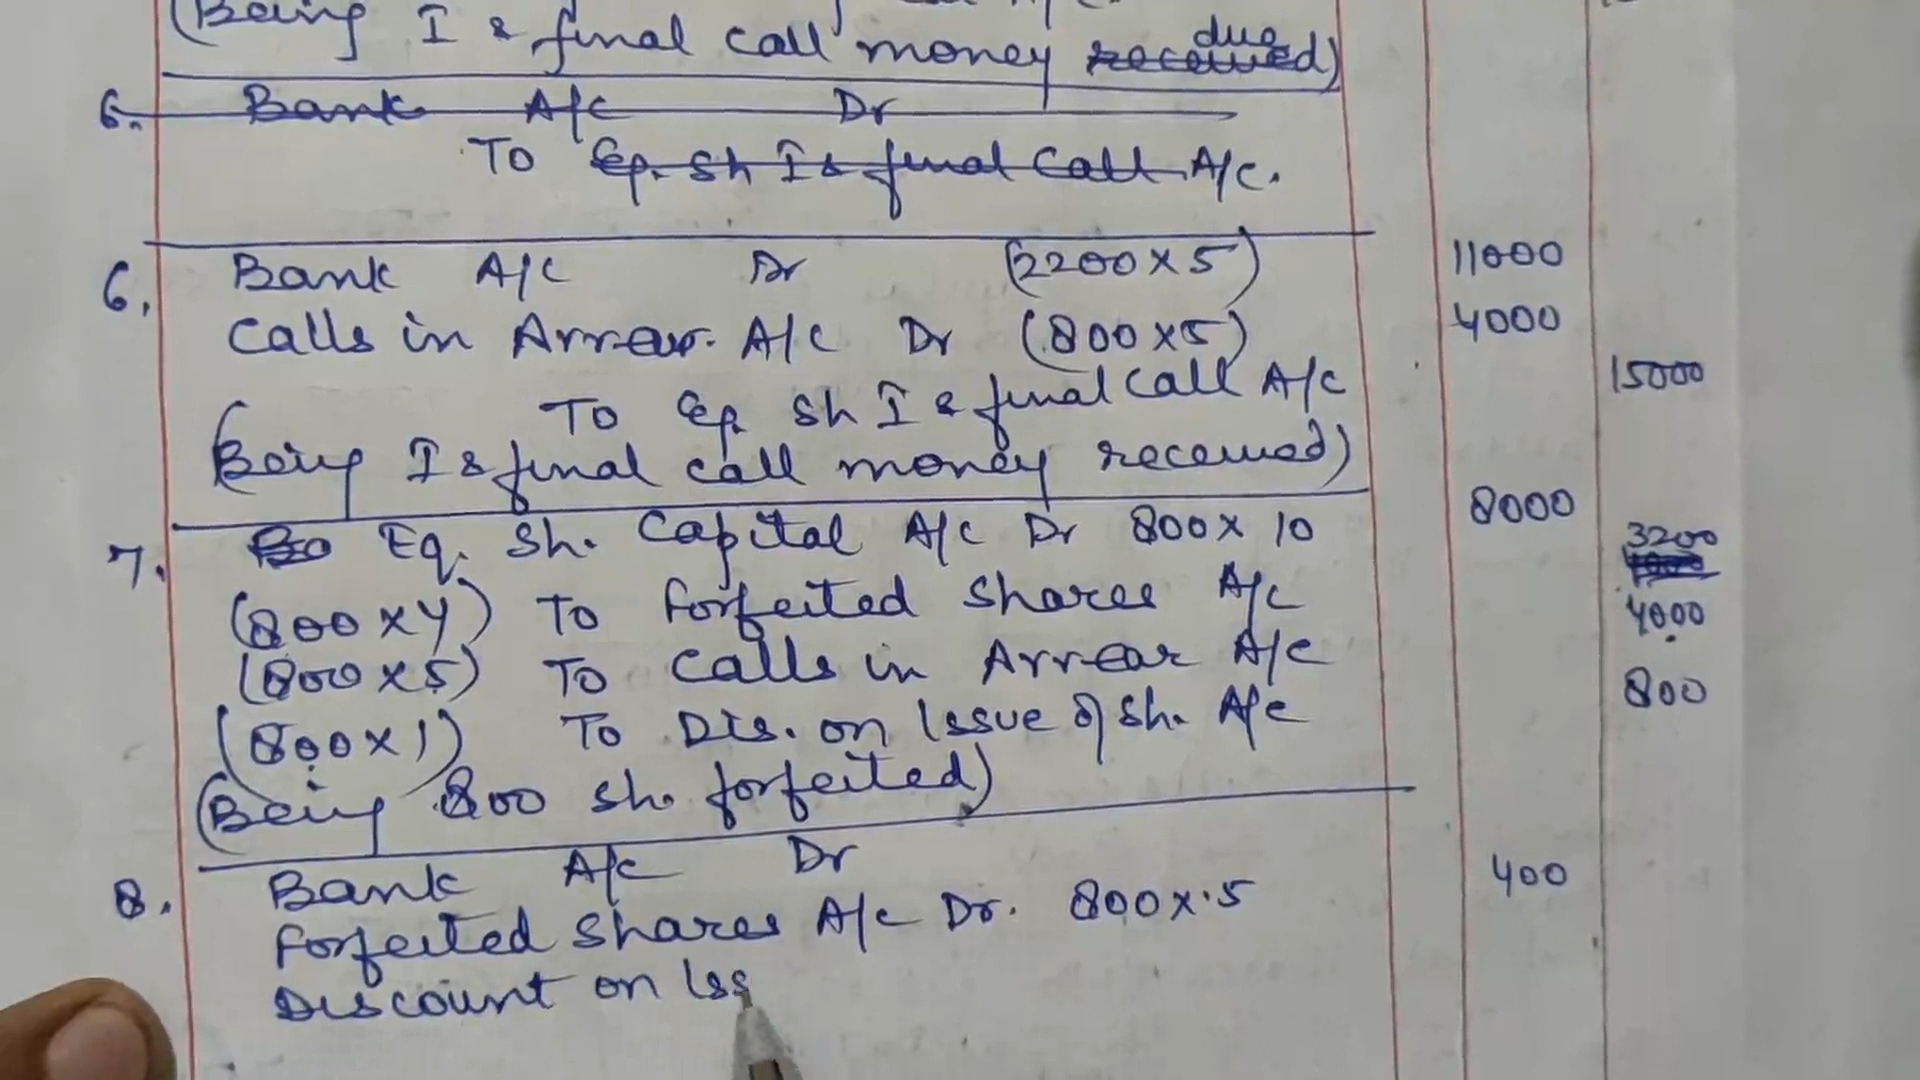 (Being I & final call money received due)
6. Bank A/c Dr
To Eq. Sh I & final Call A/c.
6. Bank A/c Dr (2200 x 5) 11000
Calls in Arrear. A/c Dr (800 x 5) 4000
To Eq. Sh I & final call A/c 15000
(Being I & final call money received)
7. Bo Eq. Sh. Capital A/c Dr 800 x 10 8000
(800 x 4) To forfeited shares A/c 3200
(800 x 5) To calls in Arrear A/c 4000
(800 x 1) To Dis. on Issue of Sh. A/c 800
(Being 800 sh. forfeited)
8. Bank A/c Dr
forfeited shares A/c Dr. 800 x .5 400
Discount on Iss